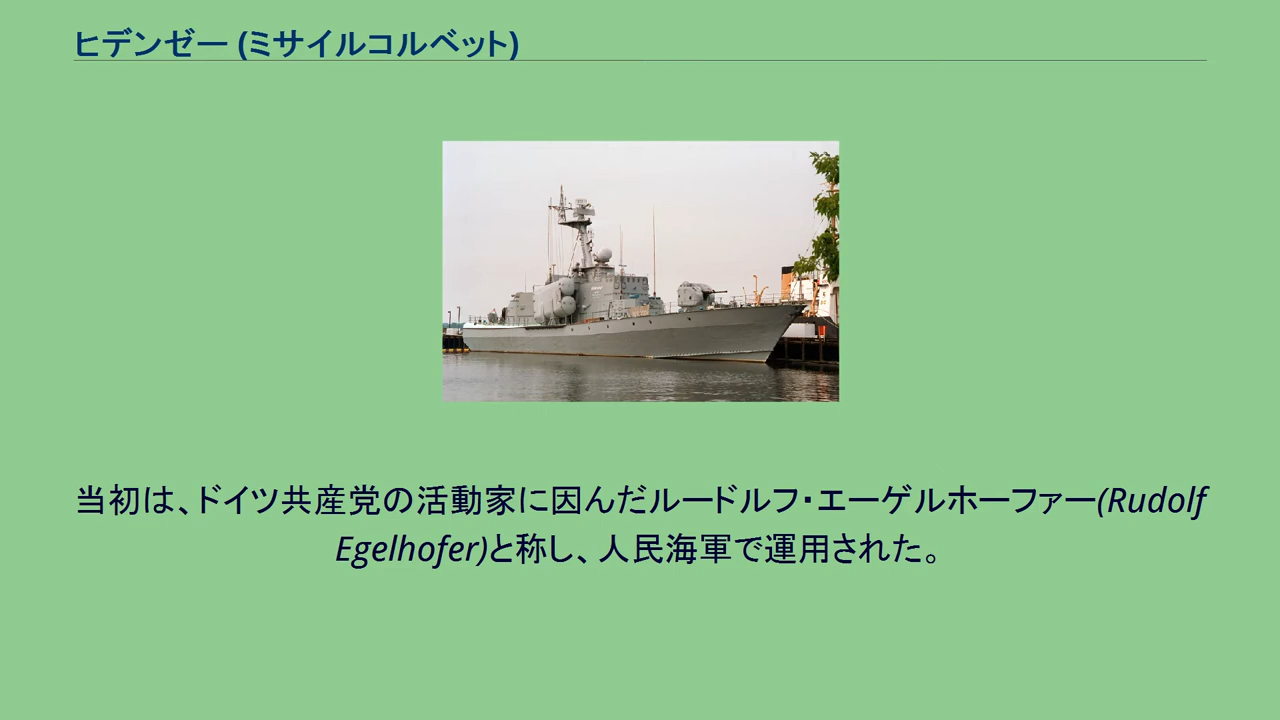 ヒデンゼー (ミサイルコルベット)
当初は、ドイツ共産党の活動家に因んだルードルフ・エーゲルホーファー(Rudolf
Egelhofer)と称し、人民海軍で運用された。